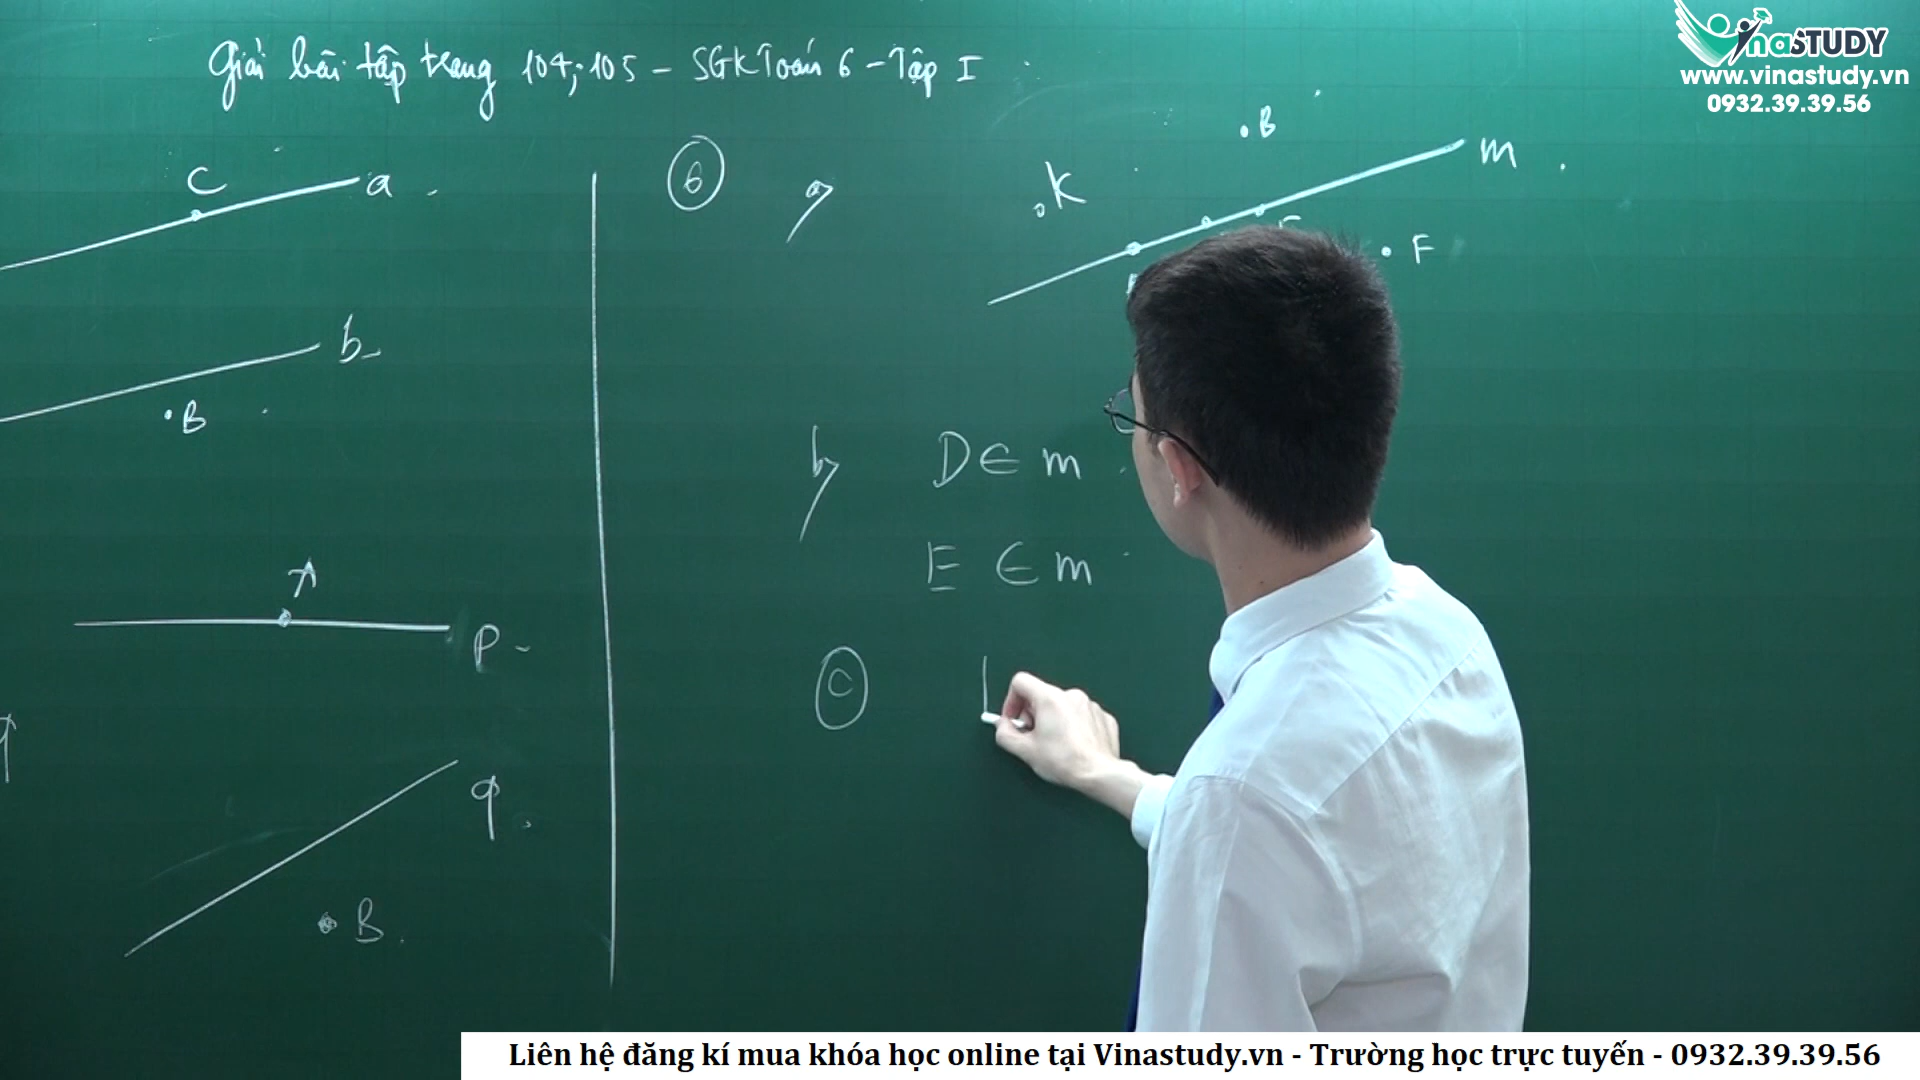 Giải bài tập trang 104; 105 - SGK Toán 6 - Tập I
VinaSTUDY
www.vinastudy.vn
0932.39.39.56
C
a
b
B
A
p
q
B
6
a,
K
B
m
F
b,
D ∈ m
E ∈ m
c
Liên hệ đăng kí mua khóa học online tại Vinastudy.vn - Trường học trực tuyến - 0932.39.39.56